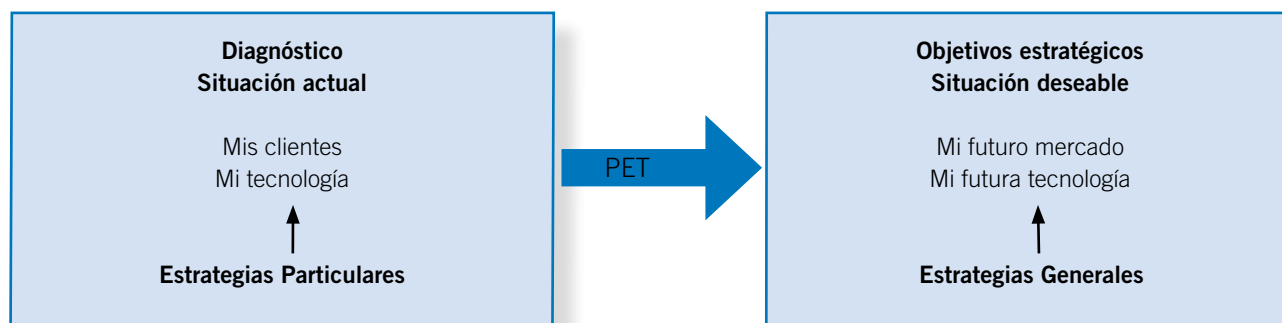 Diagnóstico
Situación actual
Mis clientes
Mi tecnología
Estrategias Particulares
PET
Objetivos estratégicos
Situación deseable
Mi futuro mercado
Mi futura tecnología
Estrategias Generales